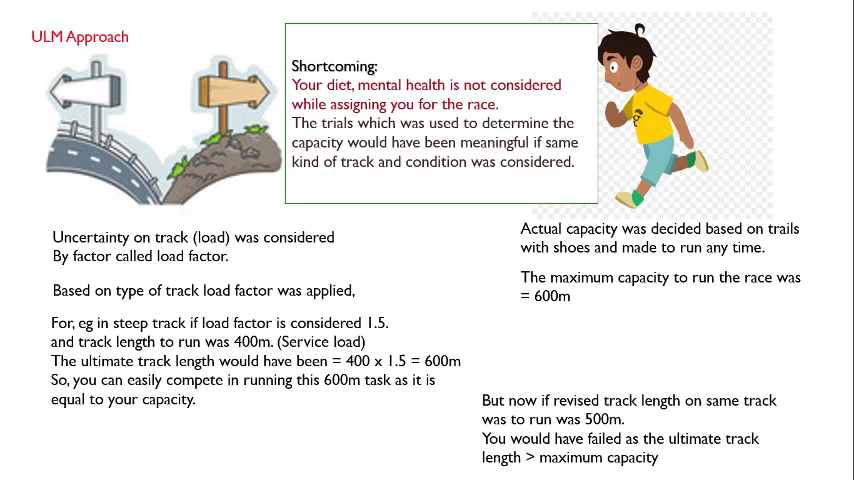 ULM Approach
Shortcoming:
Your diet, mental health is not considered
while assigning you for the race.
The trials which was used to determine the
capacity would have been meaningful if same
kind of track and condition was considered.
Uncertainty on track (load) was considered
By factor called load factor.
Based on type of track load factor was applied,
For, eg in steep track if load factor is considered 1.5.
and track length to run was 400m. (Service load)
The ultimate track length would have been = 400 x 1.5 = 600m
So, you can easily compete in running this 600m task as it is
equal to your capacity.
Actual capacity was decided based on trails
with shoes and made to run any time.
The maximum capacity to run the race was
= 600m
But now if revised track length on same track
was to run was 500m.
You would have failed as the ultimate track
length > maximum capacity